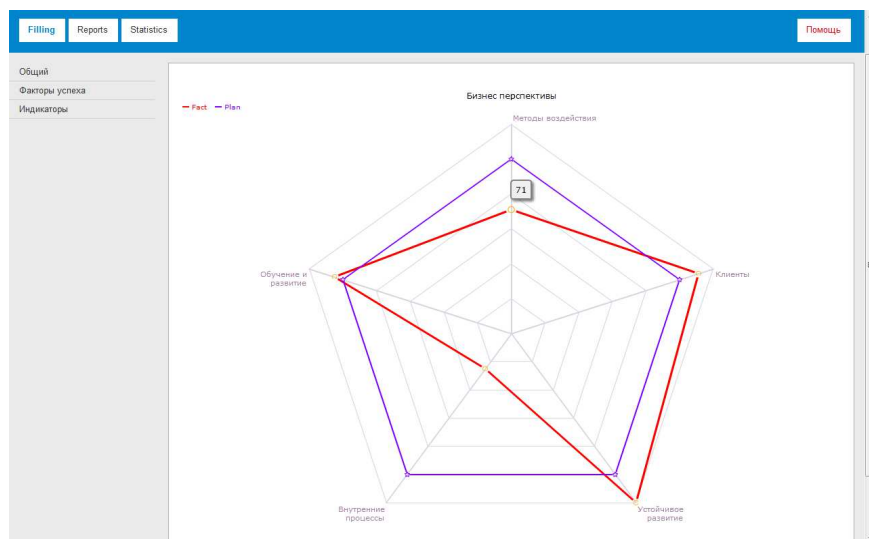 Filling Reports Statistics Помощь
Общий
Факторы успеха
Индикаторы
Бизнес перспективы
Fact Plan
Методы воздействия
71
Обучение и
развитие
Клиенты
Внутренние
процессы
Устойчивое
развитие